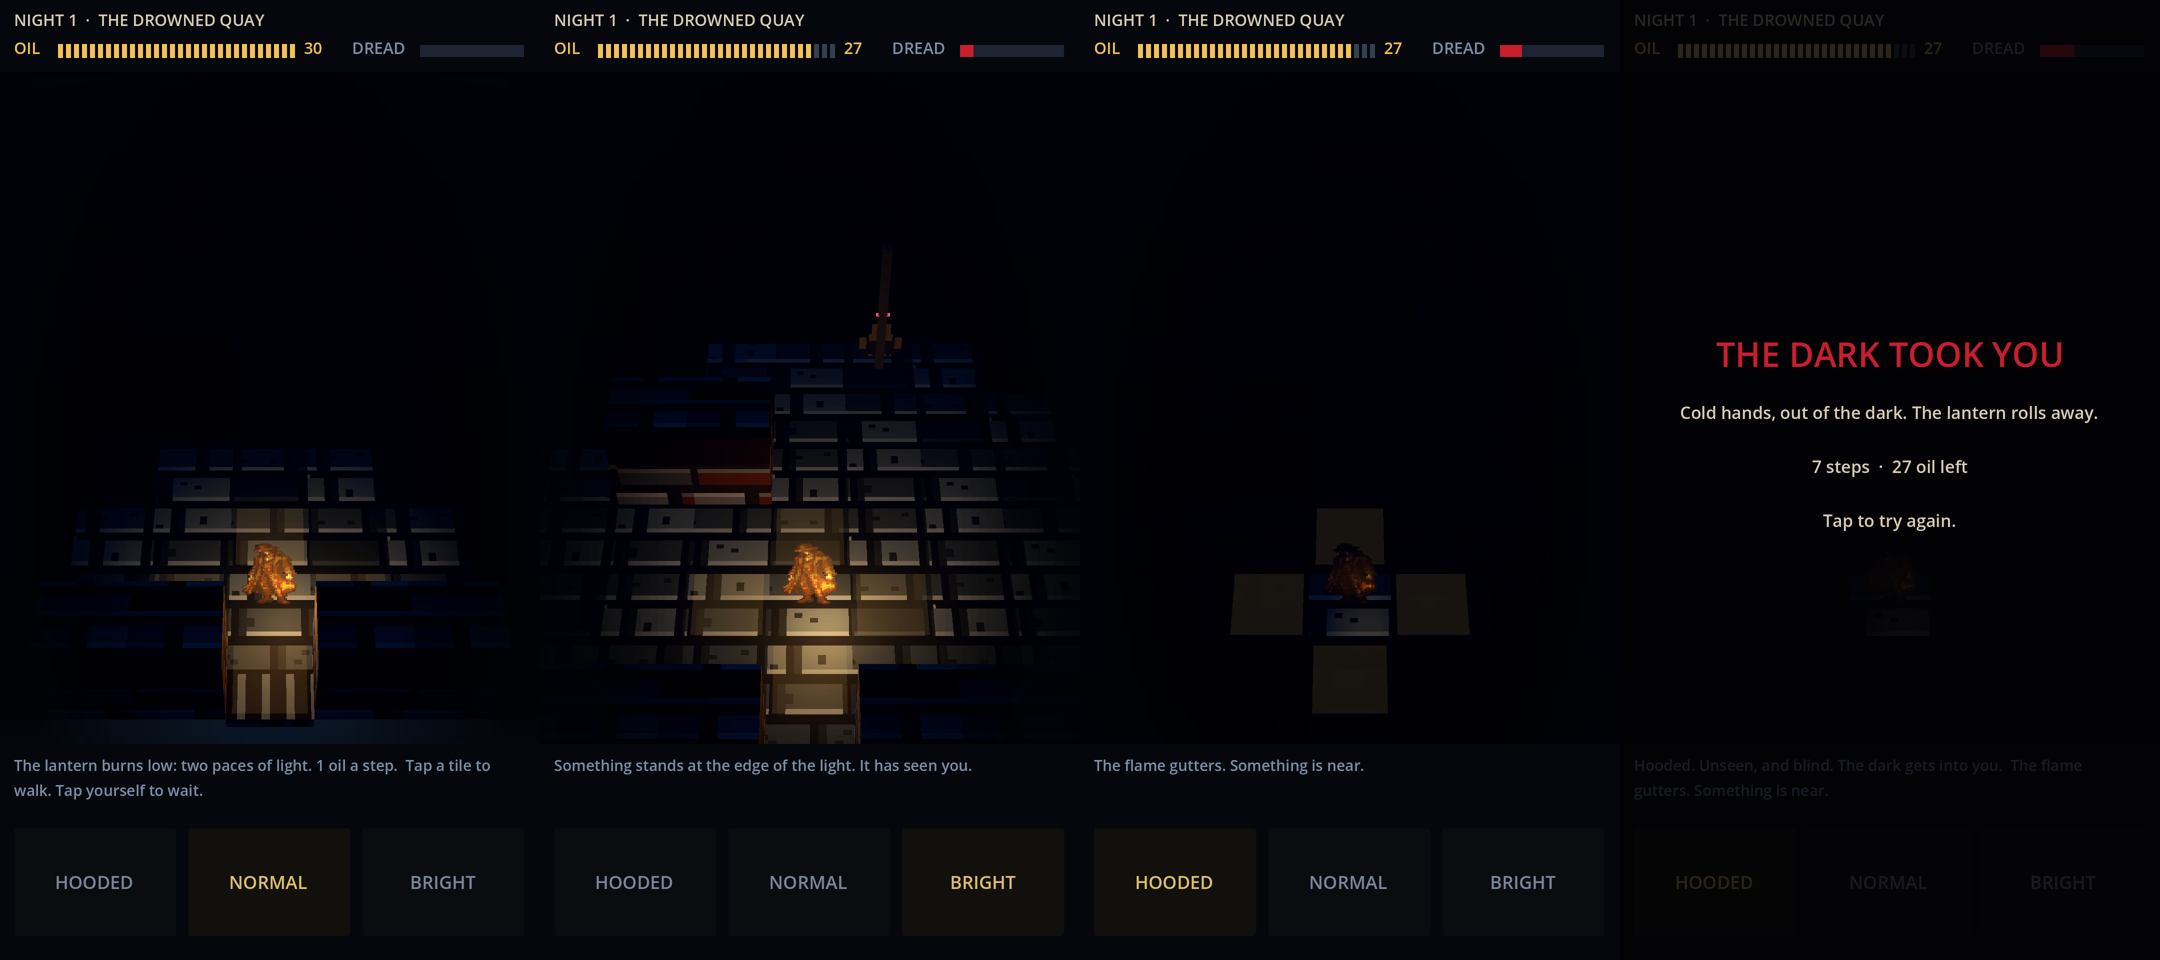 NIGHT 1 · THE DROWNED QUAY
OIL 30 DREAD
The lantern burns low: two paces of light. 1 oil a step. Tap a tile to
walk. Tap yourself to wait.
HOODED NORMAL BRIGHT
NIGHT 1 · THE DROWNED QUAY
OIL 27 DREAD
Something stands at the edge of the light. It has seen you.
HOODED NORMAL BRIGHT
NIGHT 1 · THE DROWNED QUAY
OIL 27 DREAD
The flame gutters. Something is near.
HOODED NORMAL BRIGHT
NIGHT 1 · THE DROWNED QUAY
OIL 27 DREAD
THE DARK TOOK YOU
Cold hands, out of the dark. The lantern rolls away.
7 steps · 27 oil left
Tap to try again.
Hooded. Unseen, and blind. The dark gets into you. The flame
gutters. Something is near.
HOODED NORMAL BRIGHT